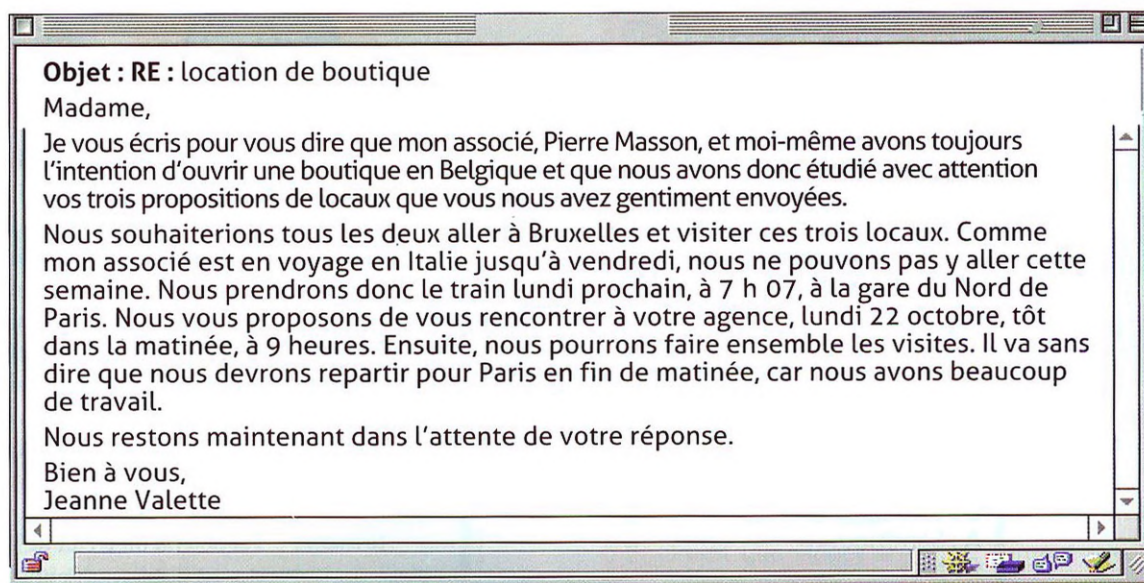 Objet : RE : location de boutique
Madame,
Je vous écris pour vous dire que mon associé, Pierre Masson, et moi-même avons toujours
l'intention d'ouvrir une boutique en Belgique et que nous avons donc étudié avec attention
vos trois propositions de locaux que vous nous avez gentiment envoyées.
Nous souhaiterions tous les deux aller à Bruxelles et visiter ces trois locaux. Comme
mon associé est en voyage en Italie jusqu'à vendredi, nous ne pouvons pas y aller cette
semaine. Nous prendrons donc le train lundi prochain, à 7 h 07, à la gare du Nord de
Paris. Nous vous proposons de vous rencontrer à votre agence, lundi 22 octobre, tôt
dans la matinée, à 9 heures. Ensuite, nous pourrons faire ensemble les visites. Il va sans
dire que nous devrons repartir pour Paris en fin de matinée, car nous avons beaucoup
de travail.
Nous restons maintenant dans l'attente de votre réponse.
Bien à vous,
Jeanne Valette